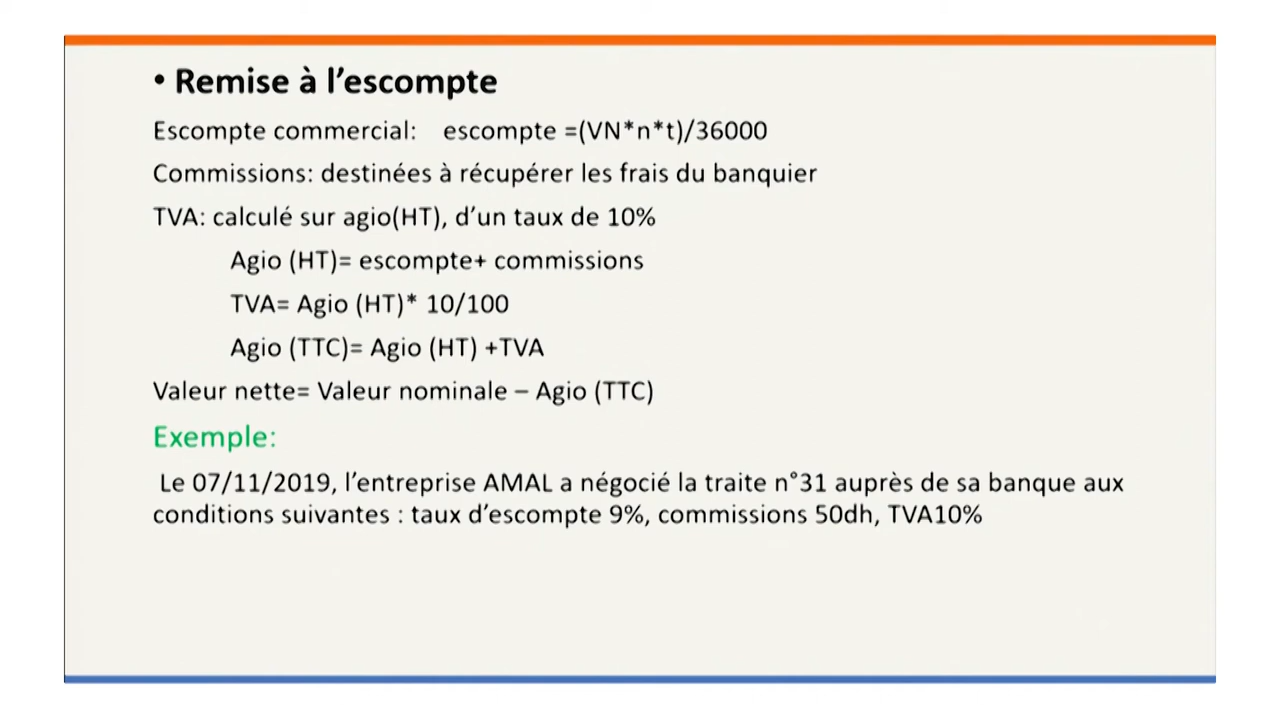 • Remise à l’escompte
Escompte commercial: escompte =(VN*n*t)/36000
Commissions: destinées à récupérer les frais du banquier
TVA: calculé sur agio(HT), d’un taux de 10%
Agio (HT)= escompte+ commissions
TVA= Agio (HT)* 10/100
Agio (TTC)= Agio (HT) +TVA
Valeur nette= Valeur nominale – Agio (TTC)
Exemple:
Le 07/11/2019, l’entreprise AMAL a négocié la traite n°31 auprès de sa banque aux
conditions suivantes : taux d’escompte 9%, commissions 50dh, TVA10%